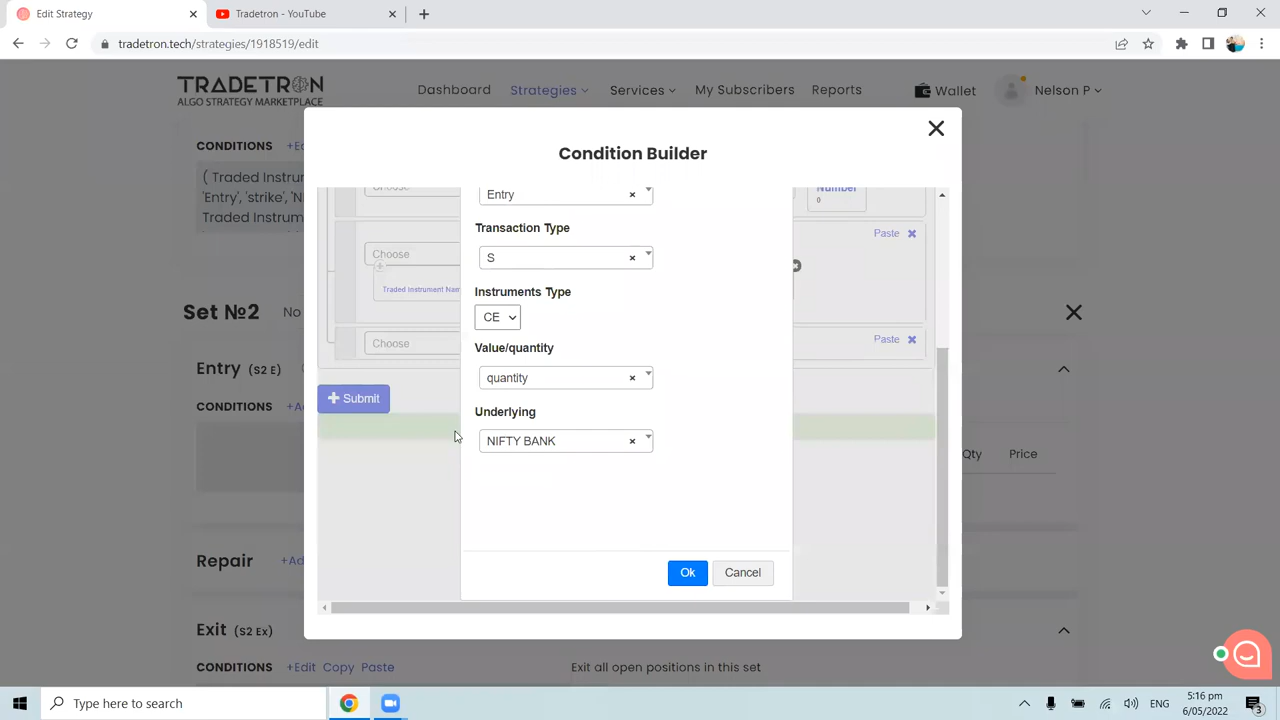 Edit Strategy
Tradetron - YouTube
tradetron.tech/strategies/1918519/edit
TRADETRON
ALGO STRATEGY MARKETPLACE
Dashboard Strategies Services My Subscribers Reports Wallet Nelson P
Condition Builder
CONDITIONS
( Traded Instrum
'Entry', 'strike', 'N
Traded Instrum
Choose
Entry ×
Number
0
Transaction Type
Paste
Choose
S ×
Traded Instrument Nam
Instruments Type
CE
Choose
Paste
Value/quantity
quantity ×
Submit
Underlying
NIFTY BANK ×
Ok Cancel
Set №2 No
Entry (S2 E)
CONDITIONS
Qty Price
Repair
Exit (S2 Ex)
CONDITIONS +Edit Copy Paste
Exit all open positions in this set
Type here to search
ENG
5:16 pm
6/05/2022
3